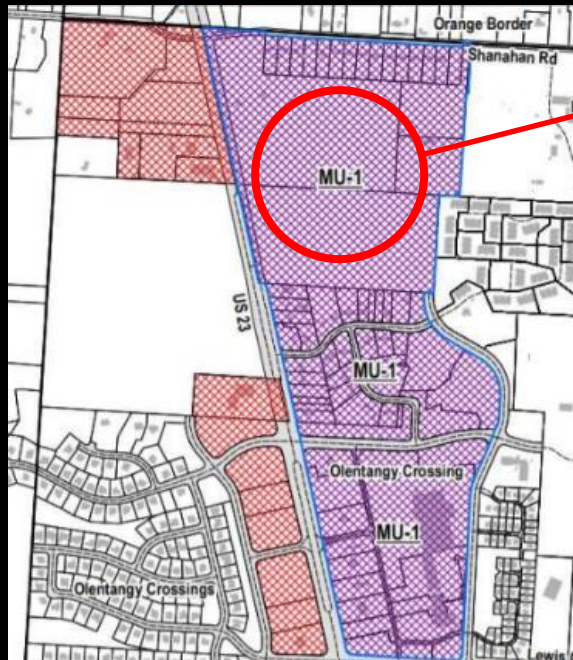 Orange Border
Shanahan Rd
MU-1
US 23
MU-1
Olentangy Crossing
MU-1
Olentangy Crossings
Lewis